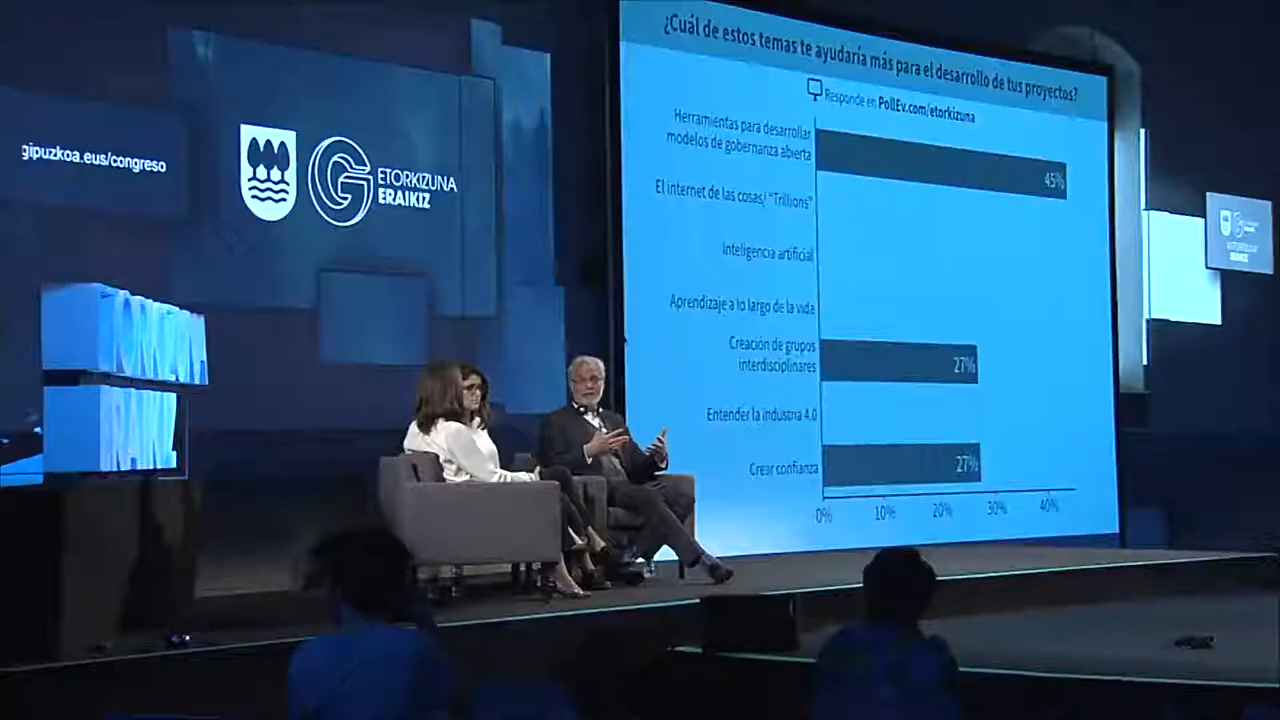 gipuzkoa.eus/congreso
G ETORKIZUNA
ERAIKIZ
¿Cuál de estos temas te ayudaría más para el desarrollo de tus proyectos?
Responde en PollEv.com/etorkizuna
Herramientas para desarrollar
modelos de gobernanza abierta
45%
El internet de las cosas/ "Trillions"
Inteligencia artificial
Aprendizaje a lo largo de la vida
Creación de grupos
interdisciplinares
27%
Entender la industria 4.0
Crear confianza
27%
0% 10% 20% 30% 40%
ETORKIZUNA
ERAIKIZ